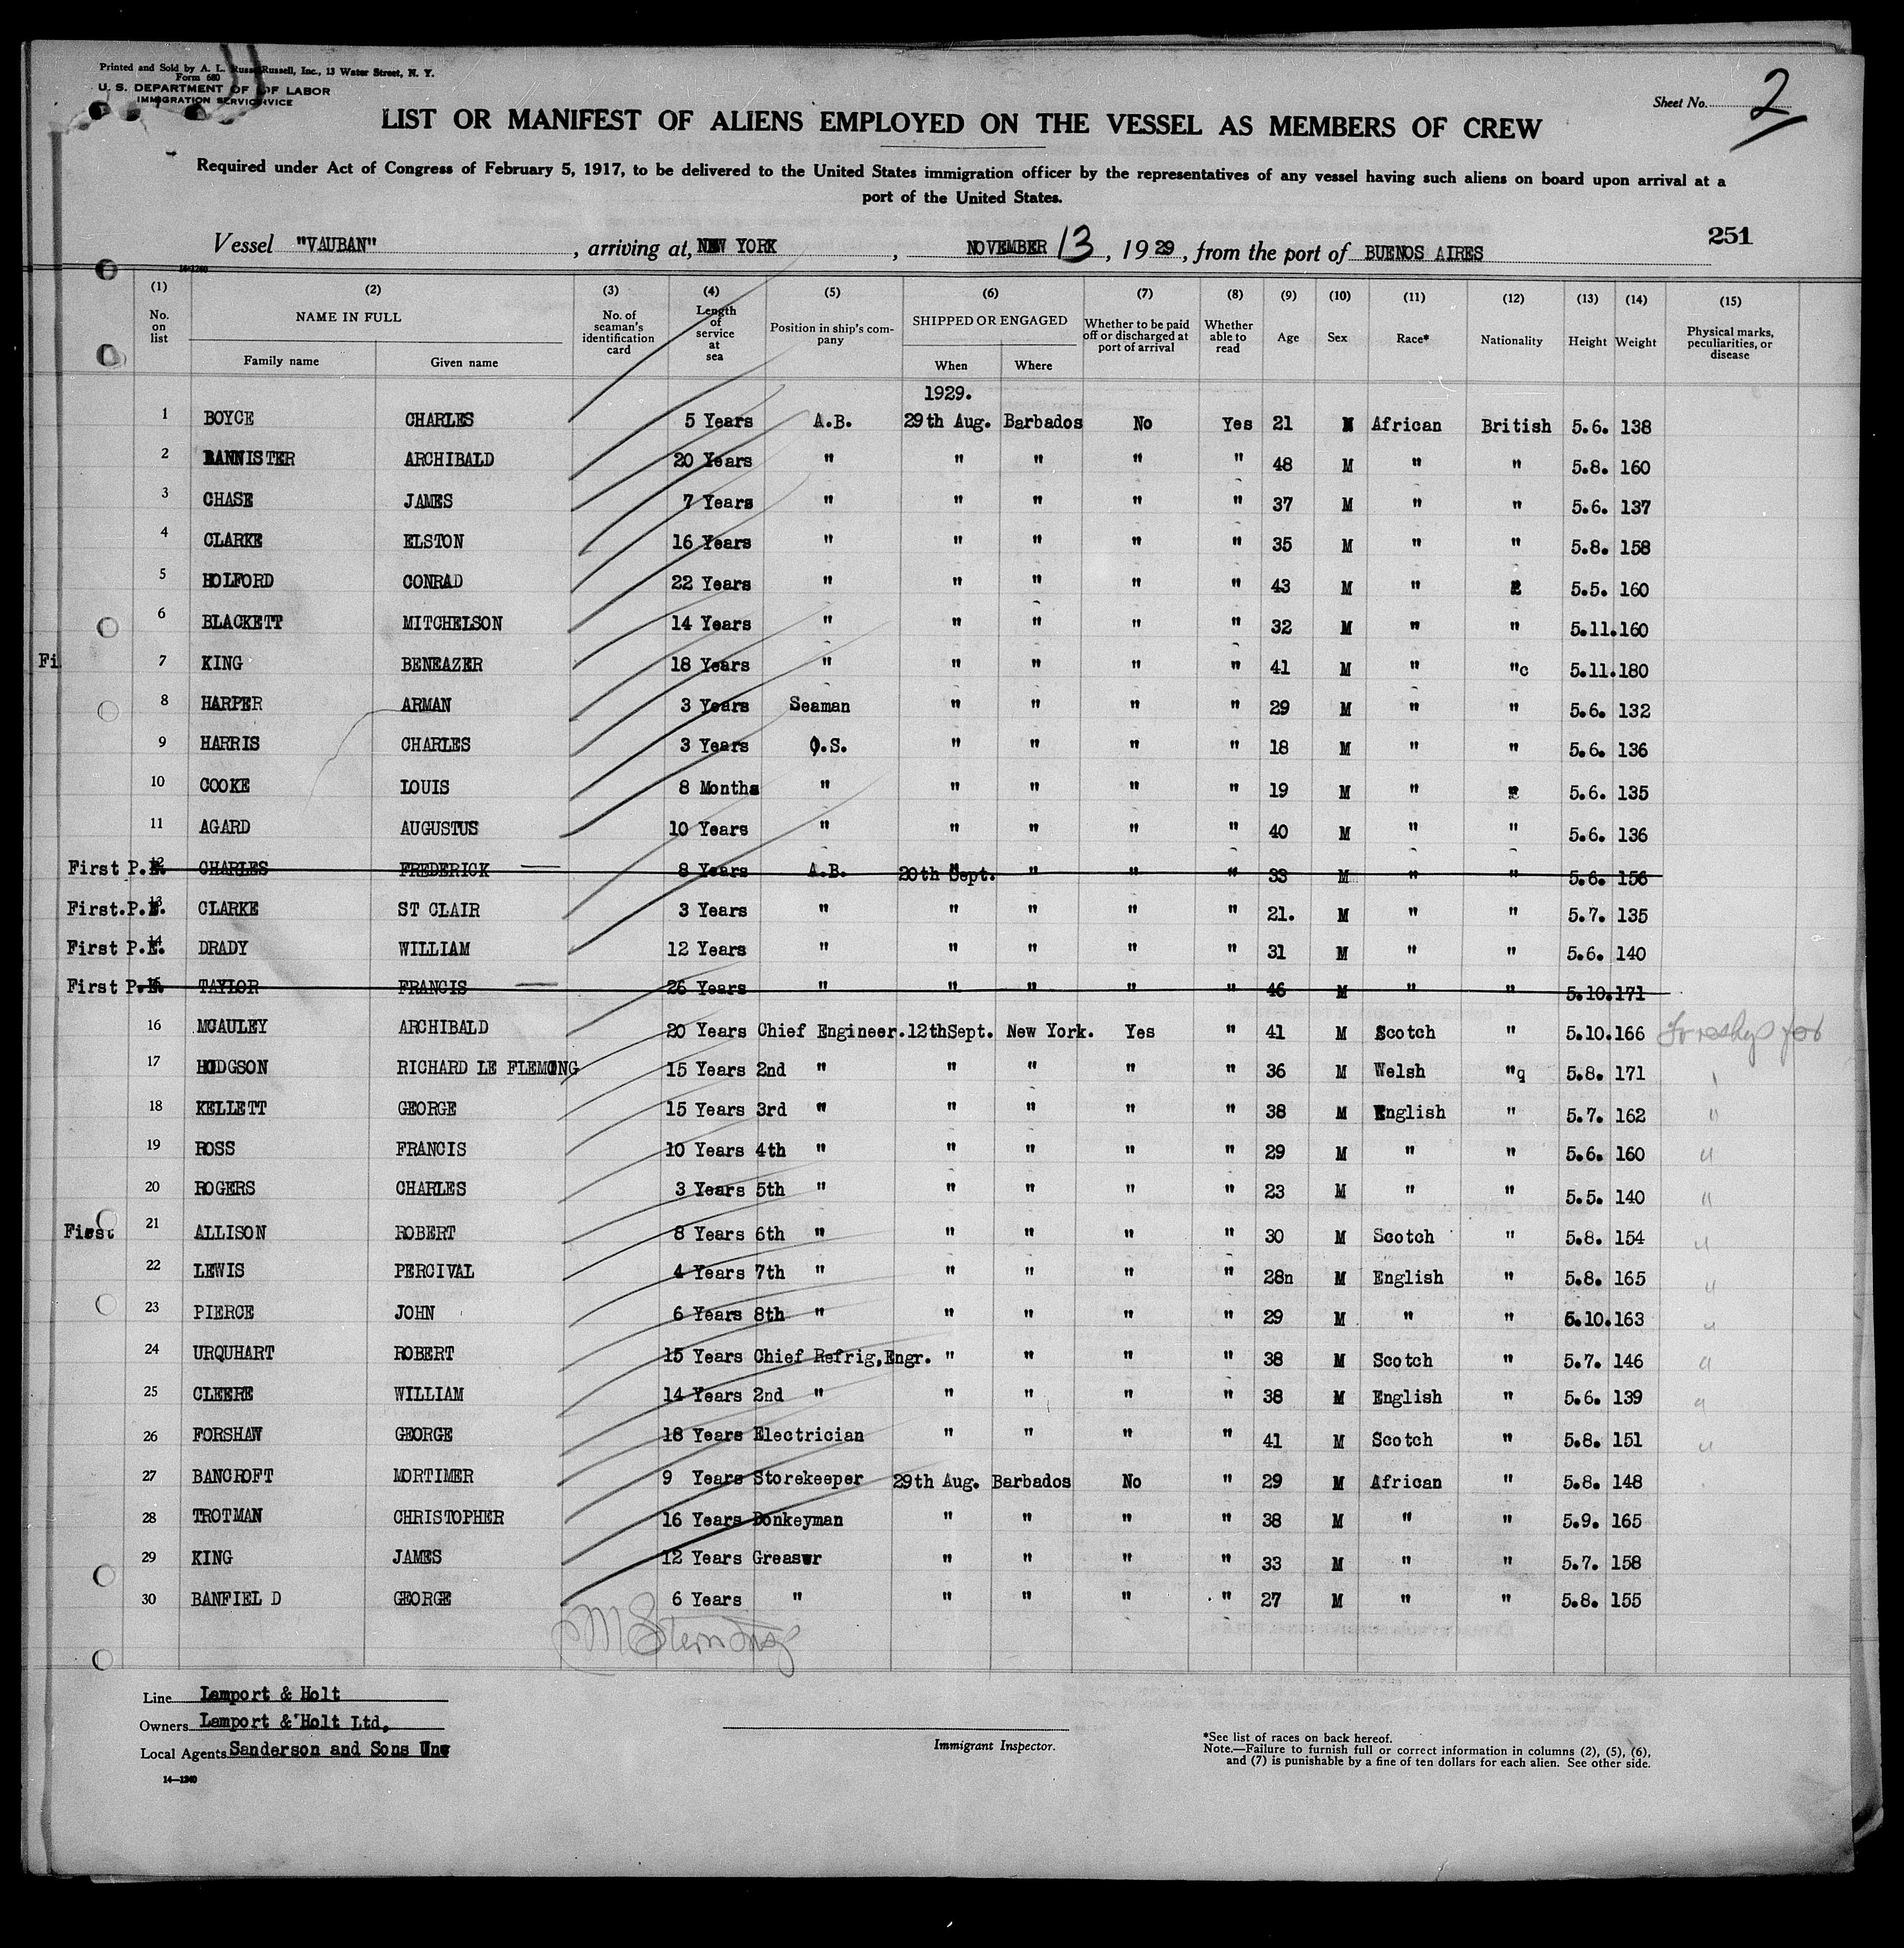 Printed and Sold by A. L. Russell, Inc., 13 Water Street, N. Y.
Form 680
U. S. DEPARTMENT OF LABOR
IMMIGRATION SERVICE
Sheet No. 2
LIST OR MANIFEST OF ALIENS EMPLOYED ON THE VESSEL AS MEMBERS OF CREW
Required under Act of Congress of February 5, 1917, to be delivered to the United States immigration officer by the representatives of any vessel having such aliens on board upon arrival at a
port of the United States.
251
Vessel "VAUBAN", arriving at, NEW YORK, NOVEMBER 13, 1929, from the port of BUENOS AIRES
(1) (2) (3) (4) (5) (6) (7) (8) (9) (10) (11) (12) (13) (14) (15)
No. on list NAME IN FULL Family name Given name No. of seaman's identification card Length of service at sea Position in ship's company SHIPPED OR ENGAGED When Where Whether to be paid off or discharged at port of arrival Whether able to read Age Sex Race* Nationality Height Weight Physical marks, peculiarities, or disease
1929.
1 BOYCE CHARLES 5 Years A.B. 29th Aug. Barbados No Yes 21 M African British 5.6. 138
2 BANNISTER ARCHIBALD 20 Years " " " " " 48 M " " 5.8. 160
3 CHASE JAMES 7 Years " " " " " 37 M " " 5.6. 137
4 CLARKE ELSTON 16 Years " " " " " 35 M " " 5.8. 158
5 HOLFORD CONRAD 22 Years " " " " " 43 M " " 5.5. 160
6 BLACKETT MITCHELSON 14 Years " " " " " 32 M " " 5.11. 160
Fi 7 KING BENEAZER 18 Years " " " " " 41 M " "c 5.11. 180
8 HARPER ARMAN 3 Years Seaman " " " " 29 M " " 5.6. 132
9 HARRIS CHARLES 3 Years O.S. " " " " 18 M " " 5.6. 136
10 COOKE LOUIS 8 Months " " " " " 19 M " " 5.6. 135
11 AGARD AUGUSTUS 10 Years " " " " " 40 M " " 5.6. 136
First P.E. 12 CHARLES FREDERICK 8 Years A.B. 20th Sept. " " " 33 M " " 5.6. 156
First.P.E. 13 CLARKE ST CLAIR 3 Years " " " " " 21. M " " 5.7. 135
First P.E. 14 DRADY WILLIAM 12 Years " " " " " 31 M " " 5.6. 140
First P.E. 15 TAYLOR FRANCIS 26 Years " " " " " 46 M " " 5.10. 171
16 MCAULEY ARCHIBALD 20 Years Chief Engineer. 12thSept. New York. Yes " 41 M Scotch " 5.10. 166
17 HODGSON RICHARD LE FLEMONG 15 Years 2nd " " " " " 36 M Welsh "q 5.8. 171
18 KELLETT GEORGE 15 Years 3rd " " " " " 38 M English " 5.7. 162 "
19 ROSS FRANCIS 10 Years 4th " " " " " 29 M " " 5.6. 160 "
20 ROGERS CHARLES 3 Years 5th " " " " " 23 M " " 5.5. 140 "
First 21 ALLISON ROBERT 8 Years 6th " " " " " 30 M Scotch " 5.8. 154 "
22 LEWIS PERCIVAL 4 Years 7th " " " " " 28n M English " 5.8. 165 "
23 PIERCE JOHN 6 Years 8th " " " " " 29 M " " 5.10. 163 "
24 URQUHART ROBERT 15 Years Chief Refrig,Engr. " " " " 38 M Scotch " 5.7. 146 "
25 CLEERE WILLIAM 14 Years 2nd " " " " " 38 M English " 5.6. 139 "
26 FORSHAW GEORGE 18 Years Electrician " " " " 41 M Scotch " 5.8. 151 "
27 BANCROFT MORTIMER 9 Years Storekeeper 29th Aug. Barbados No " 29 M African " 5.8. 148
28 TROTMAN CHRISTOPHER 16 Years Donkeyman " " " " 38 M " " 5.9. 165
29 KING JAMES 12 Years Greaser " " " " 33 M " " 5.7. 158
30 BANFIEL D GEORGE 6 Years " " " " " 27 M " " 5.8. 155
Line Lamport & Holt
Owners Lamport & Holt Ltd,
Local Agents Sanderson and Sons
Immigrant Inspector.
*See list of races on back hereof.
Note.—Failure to furnish full or correct information in columns (2), (5), (6),
and (7) is punishable by a fine of ten dollars for each alien. See other side.
14—1240